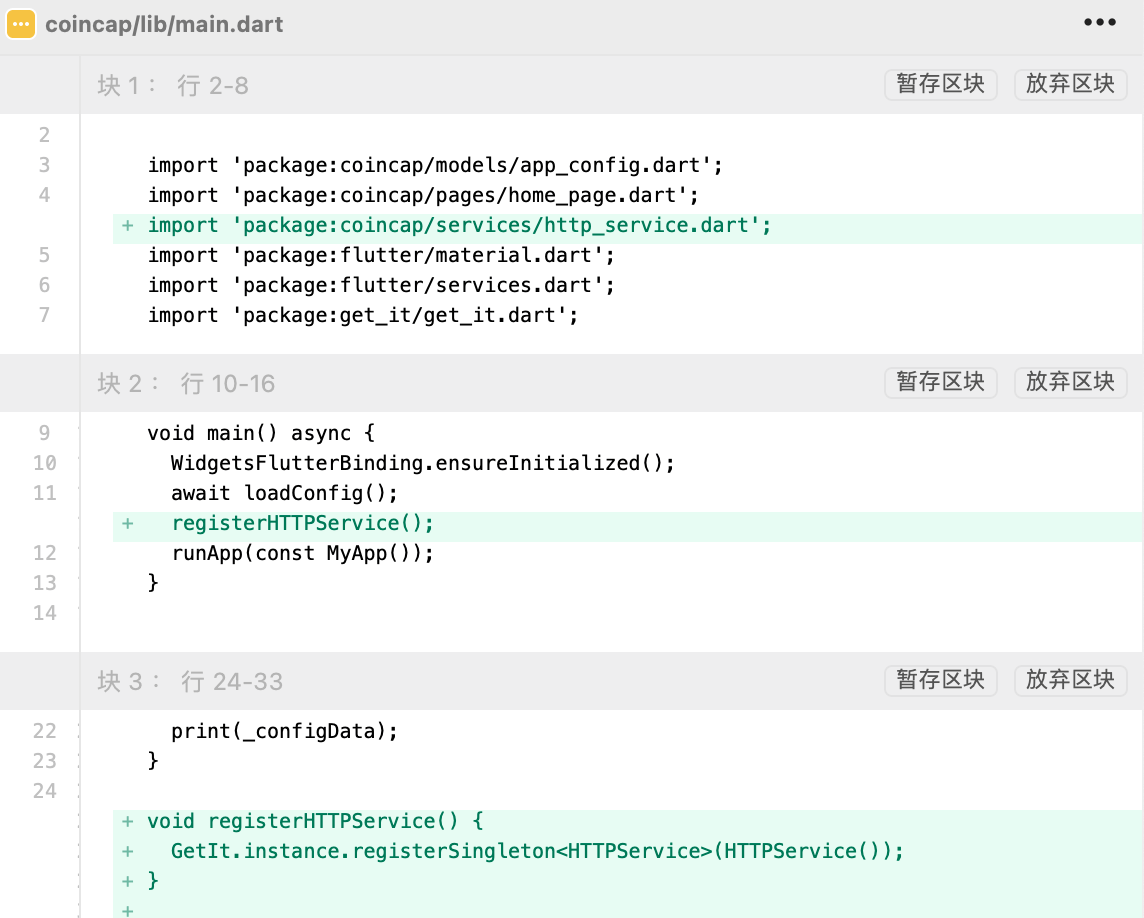 coincap/lib/main.dart
块 1： 行 2-8 暂存区块 放弃区块
2
3 import 'package:coincap/models/app_config.dart';
4 import 'package:coincap/pages/home_page.dart';
+ import 'package:coincap/services/http_service.dart';
5 import 'package:flutter/material.dart';
6 import 'package:flutter/services.dart';
7 import 'package:get_it/get_it.dart';
块 2： 行 10-16 暂存区块 放弃区块
9 void main() async {
10 WidgetsFlutterBinding.ensureInitialized();
11 await loadConfig();
+ registerHTTPService();
12 runApp(const MyApp());
13 }
14
块 3： 行 24-33 暂存区块 放弃区块
22 print(_configData);
23 }
24
+ void registerHTTPService() {
+ GetIt.instance.registerSingleton<HTTPService>(HTTPService());
+ }
+